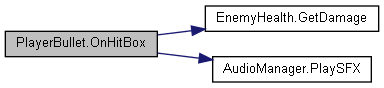 EnemyHealth.GetDamage
PlayerBullet.OnHitBox
AudioManager.PlaySFX